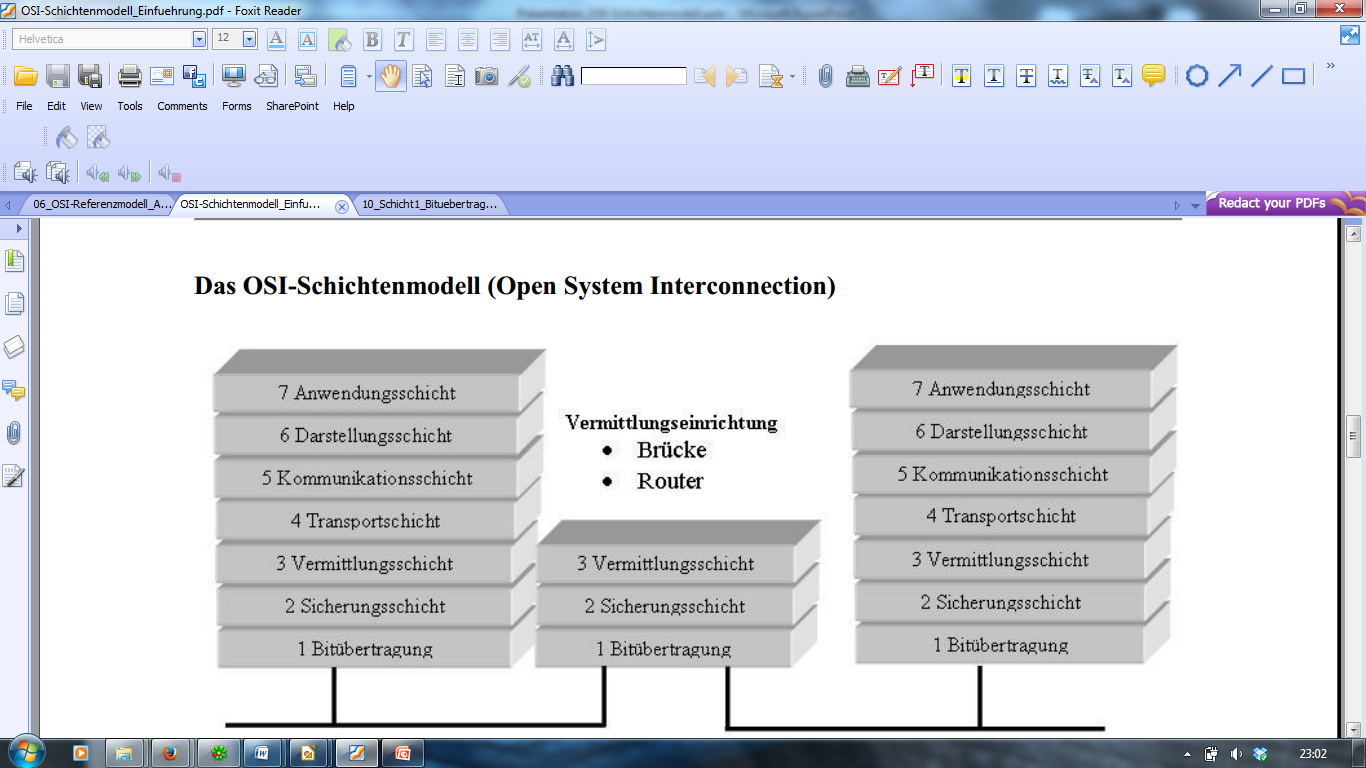 OSI-Schichtenmodell_Einfuehrung.pdf - Foxit Reader
Helvetica
12
File Edit View Tools Comments Forms SharePoint Help
06_OSI-Referenzmodell_A...
OSI-Schichtenmodell_Einfu...
10_Schicht1_Bituebertrag...
Redact your PDFs
Das OSI-Schichtenmodell (Open System Interconnection)
7 Anwendungsschicht
6 Darstellungsschicht
5 Kommunikationsschicht
4 Transportschicht
3 Vermittlungsschicht
2 Sicherungsschicht
1 Bitübertragung
Vermittlungseinrichtung
• Brücke
• Router
3 Vermittlungsschicht
2 Sicherungsschicht
1 Bitübertragung
7 Anwendungsschicht
6 Darstellungsschicht
5 Kommunikationsschicht
4 Transportschicht
3 Vermittlungsschicht
2 Sicherungsschicht
1 Bitübertragung
23:02